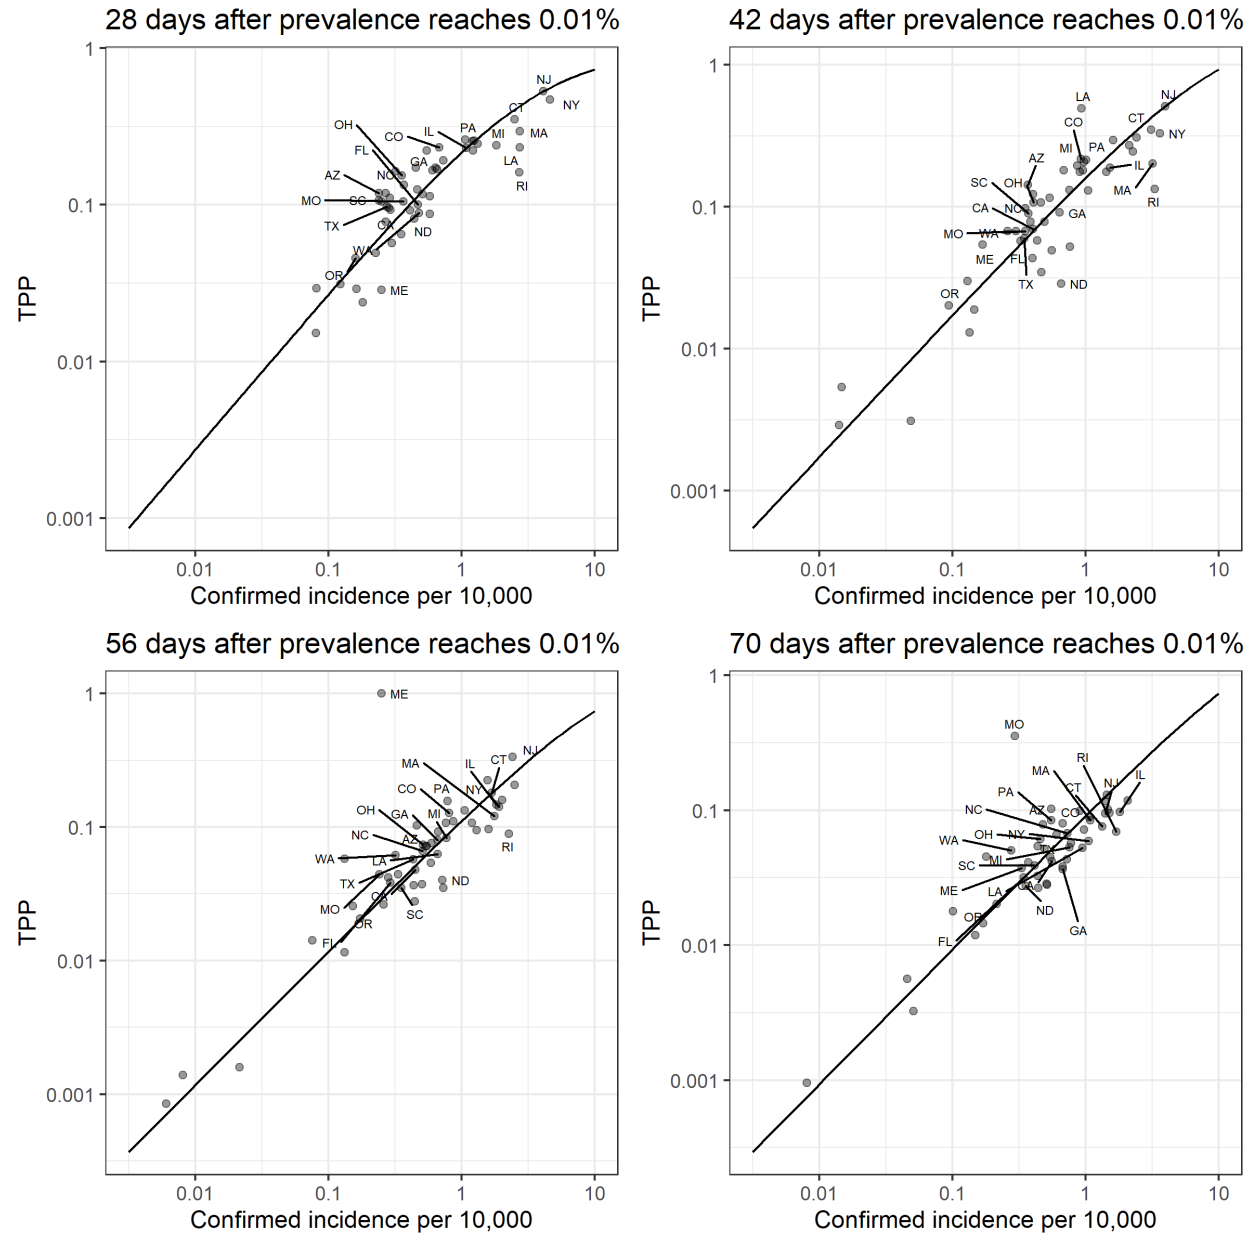 28 days after prevalence reaches 0.01%
1
0.1
0.01
0.001
TPP
NJ
NY
CT
OH
IL
PA
CO
MI
MA
FL
GA
LA
AZ
NC
RI
MO
SC
TX
CA
ND
WA
OR
ME
0.01 0.1 1 10
Confirmed incidence per 10,000
42 days after prevalence reaches 0.01%
1
0.1
0.01
0.001
TPP
LA
NJ
CO
CT
NY
MI
PA
AZ
IL
SC
OH
MA
RI
CA
NC
GA
MO
WA
ME
FL
TX
ND
OR
0.01 0.1 1 10
Confirmed incidence per 10,000
56 days after prevalence reaches 0.01%
1
0.1
0.01
0.001
TPP
ME
NJ
MA
IL
CT
CO
PA
NY
OH
GA
MI
NC
AZ
RI
WA
LA
TX
ND
CA
MO
SC
OR
FL
0.01 0.1 1 10
Confirmed incidence per 10,000
70 days after prevalence reaches 0.01%
1
0.1
0.01
0.001
TPP
MO
RI
MA
IL
CT
NJ
PA
NC
AZ
CO
OH
NY
WA
TX
MI
SC
ME
LA
GA
ND
OR
GA
FL
0.01 0.1 1 10
Confirmed incidence per 10,000